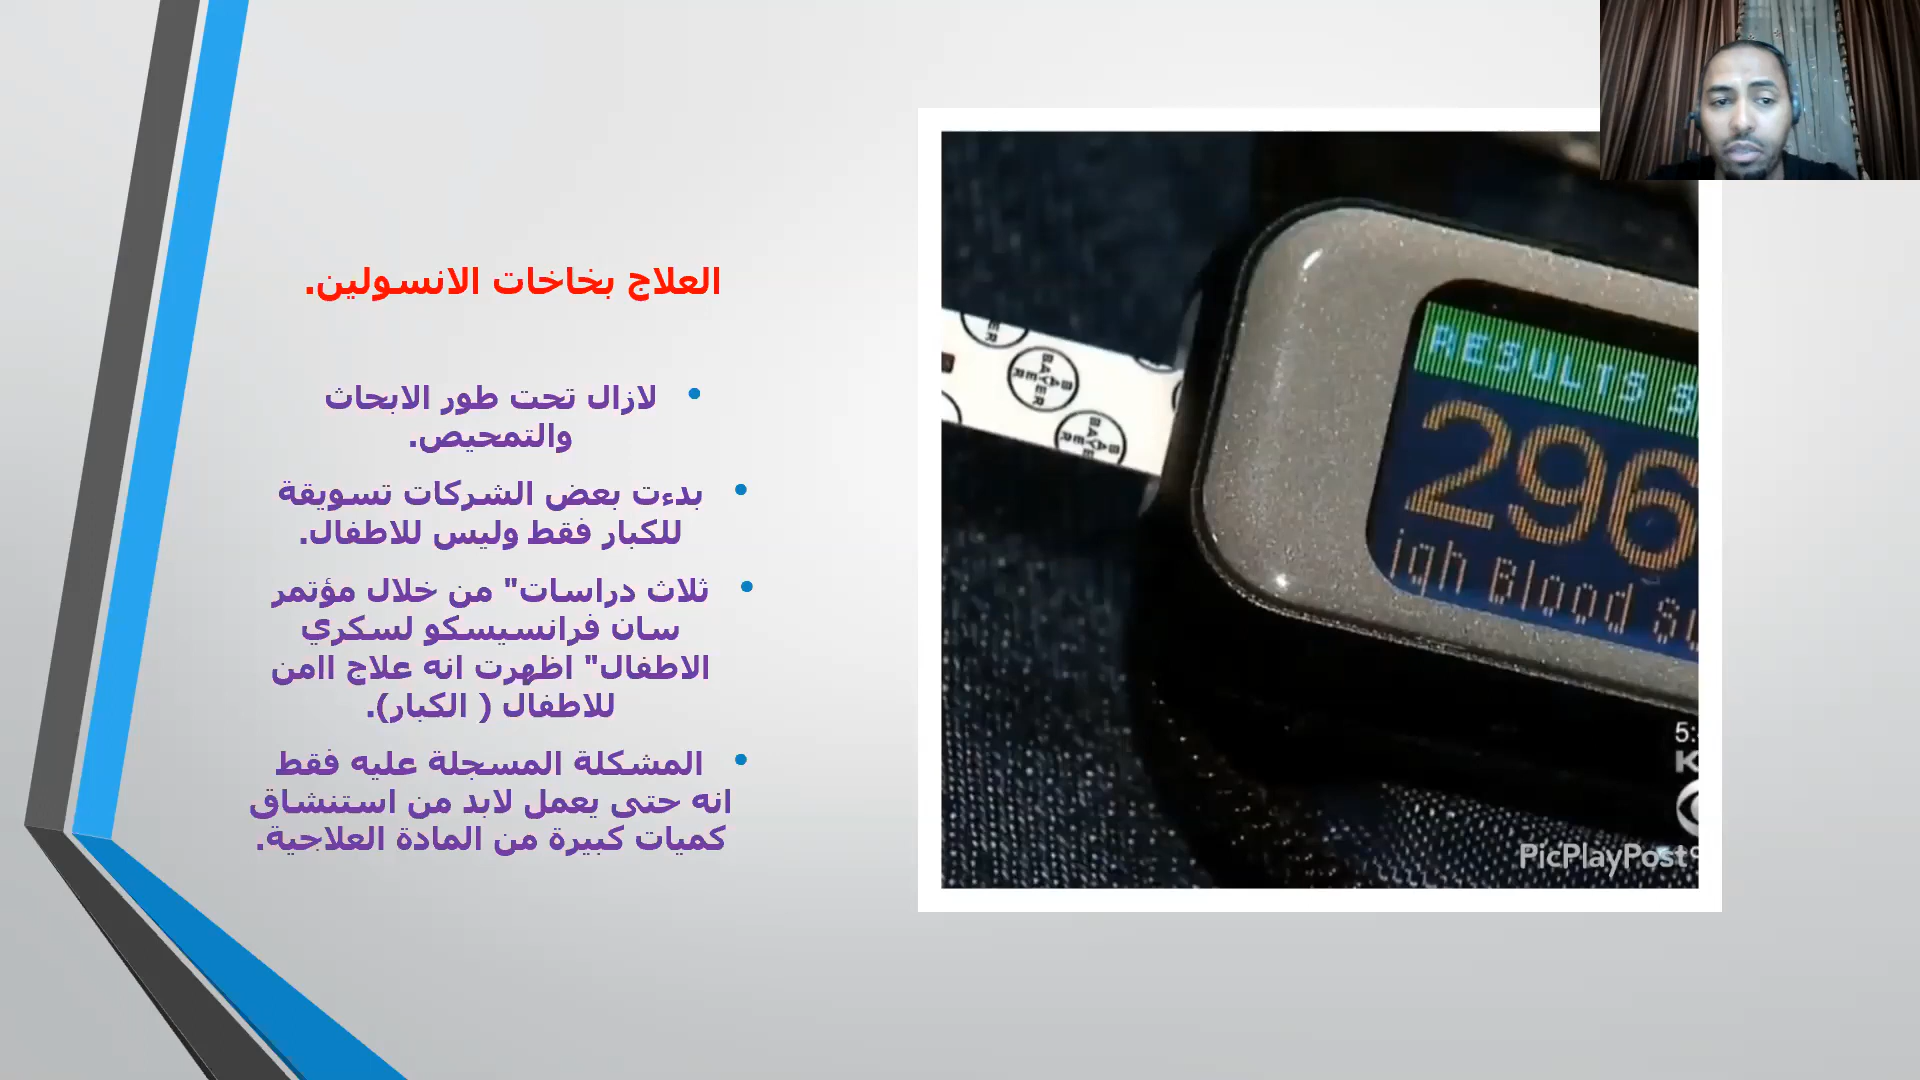 العلاج بخاخات الانسولين.
لازال تحت طور الابحاث
والتمحيص.
بدءت بعض الشركات تسويقة
للكبار فقط وليس للاطفال.
ثلاث دراسات" من خلال مؤتمر
سان فرانسيسكو لسكري
الاطفال" اظهرت انه علاج اامن
للاطفال ( الكبار).
المشكلة المسجلة عليه فقط
انه حتى يعمل لابد من استنشاق
كميات كبيرة من المادة العلاجية.
BAYER
BAYER
RESULTS
296
Blood
5:
K
PicPlayPost